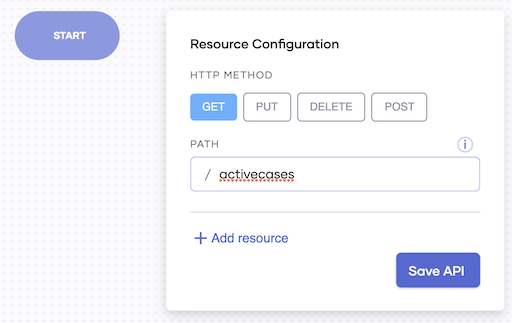 START
Resource Configuration
HTTP METHOD
GET PUT DELETE POST
PATH
i
/ activecases
+ Add resource
Save API